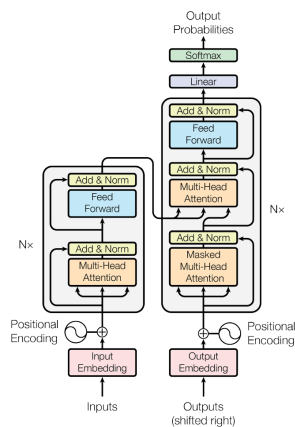 Output
Probabilities
Softmax
Linear
Add & Norm
Feed
Forward
Add & Norm
Multi-Head
Attention
Nx
Add & Norm
Masked
Multi-Head
Attention
Add & Norm
Feed
Forward
Nx
Add & Norm
Multi-Head
Attention
Positional
Encoding
Positional
Encoding
Input
Embedding
Output
Embedding
Inputs
Outputs
(shifted right)